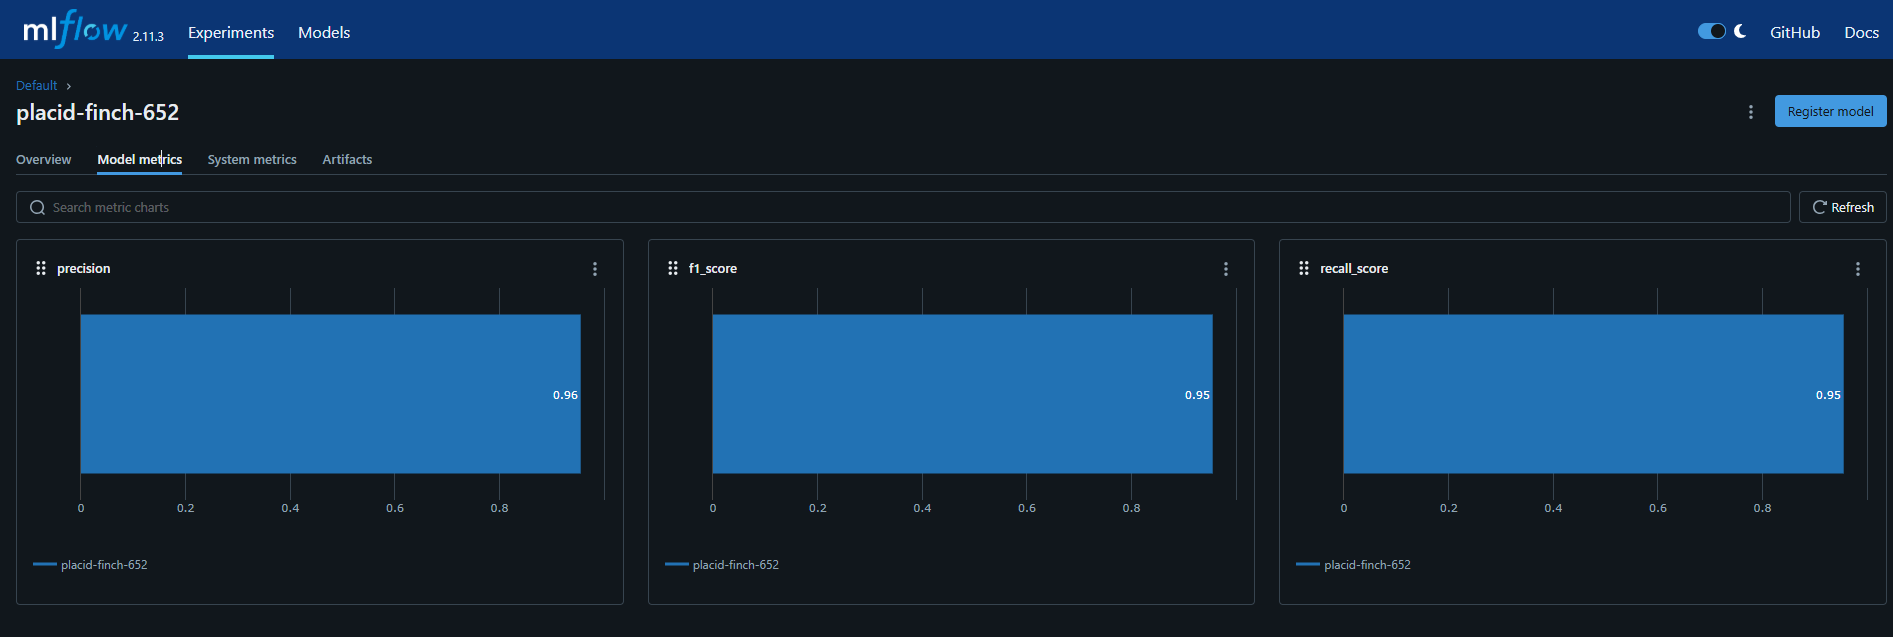 mlflow 2.11.3 Experiments Models GitHub Docs
Default
placid-finch-652
Register model
Overview Model metrics System metrics Artifacts
Search metric charts Refresh
precision
0.96
0 0.2 0.4 0.6 0.8
placid-finch-652
f1_score
0.95
0 0.2 0.4 0.6 0.8
placid-finch-652
recall_score
0.95
0 0.2 0.4 0.6 0.8
placid-finch-652